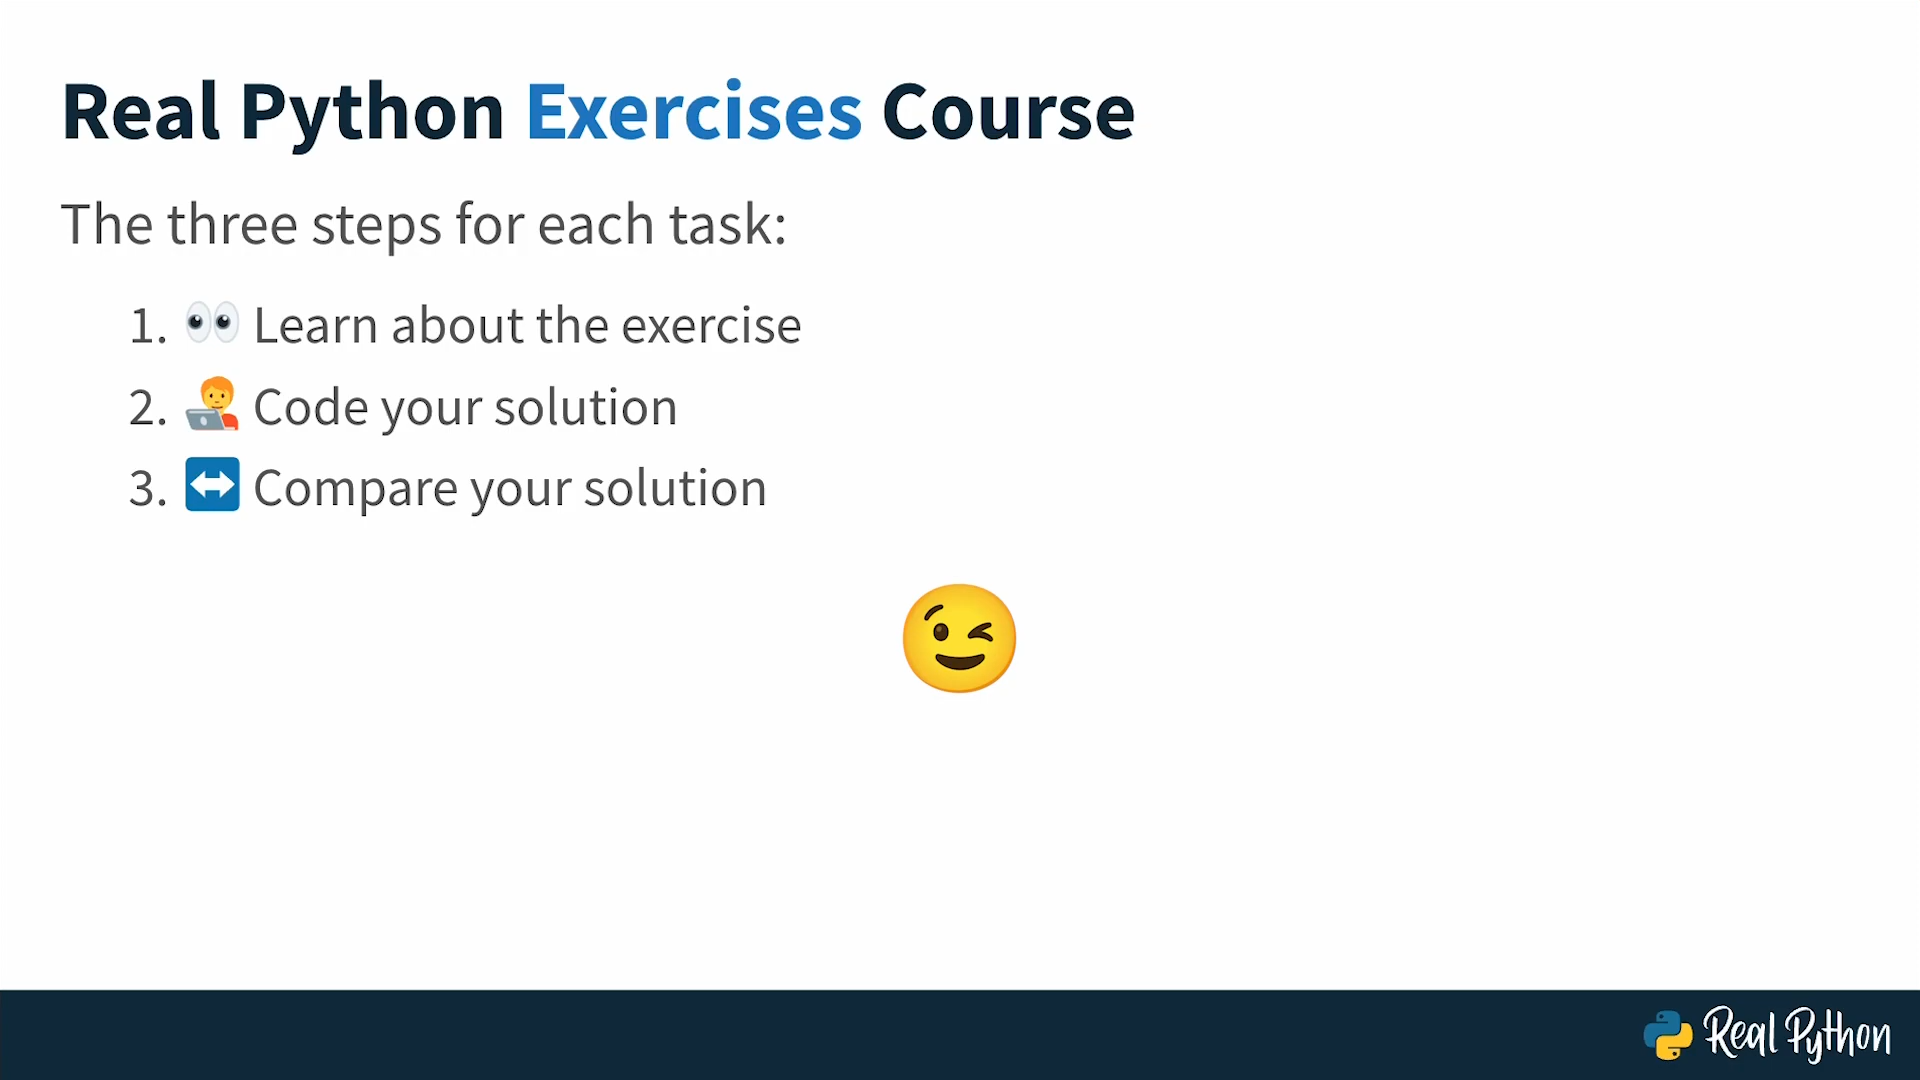 Real Python Exercises Course
The three steps for each task:
1. 👀 Learn about the exercise
2. 🧑‍💻 Code your solution
3. ↔️ Compare your solution
😉
Real Python